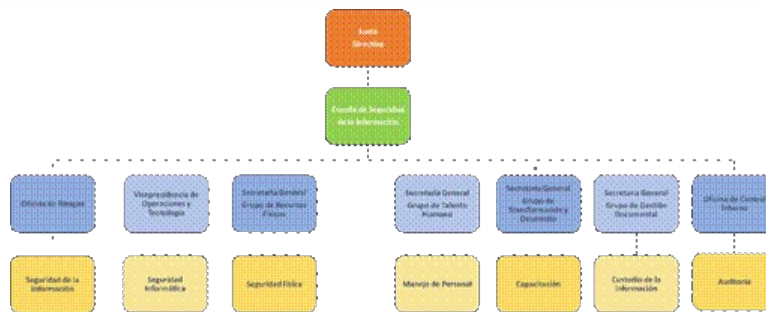 Junta
Directiva
Comité de Seguridad
de la Información
Oficina de Riesgos
Vicepresidencia de
Operaciones y
Tecnología
Secretaría General
Grupo de Recursos
Físicos
Secretaría General
Grupo de Talento
Humano
Secretaría General
Grupo de
Transformación y
Secretaría General
Grupo de Gestión
Documental
Oficina de Control
Interno
Seguridad de la
Información
Seguridad
Informática
Seguridad Física
Manejo de Personal
Capacitación
Custodio de la
Información
Auditoría